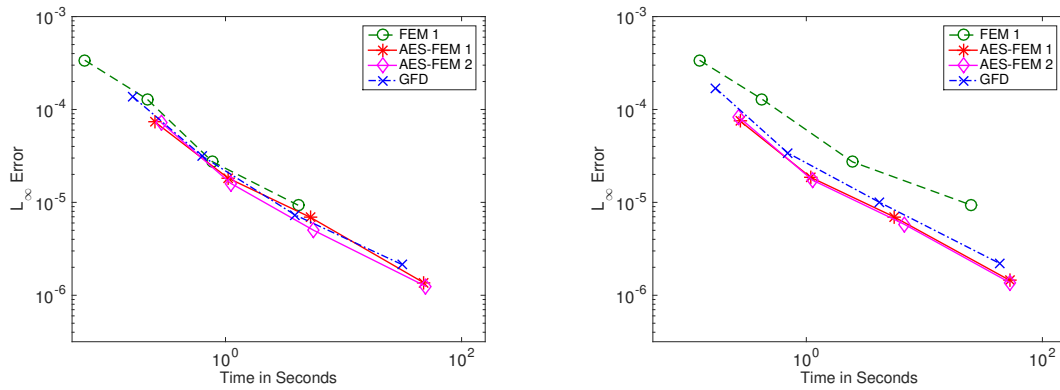 10^-3
10^-4
10^-5
10^-6
L∞ Error
10^0
10^2
Time in Seconds
FEM 1
AES-FEM 1
AES-FEM 2
GFD
10^-3
10^-4
10^-5
10^-6
L∞ Error
10^0
10^2
Time in Seconds
FEM 1
AES-FEM 1
AES-FEM 2
GFD